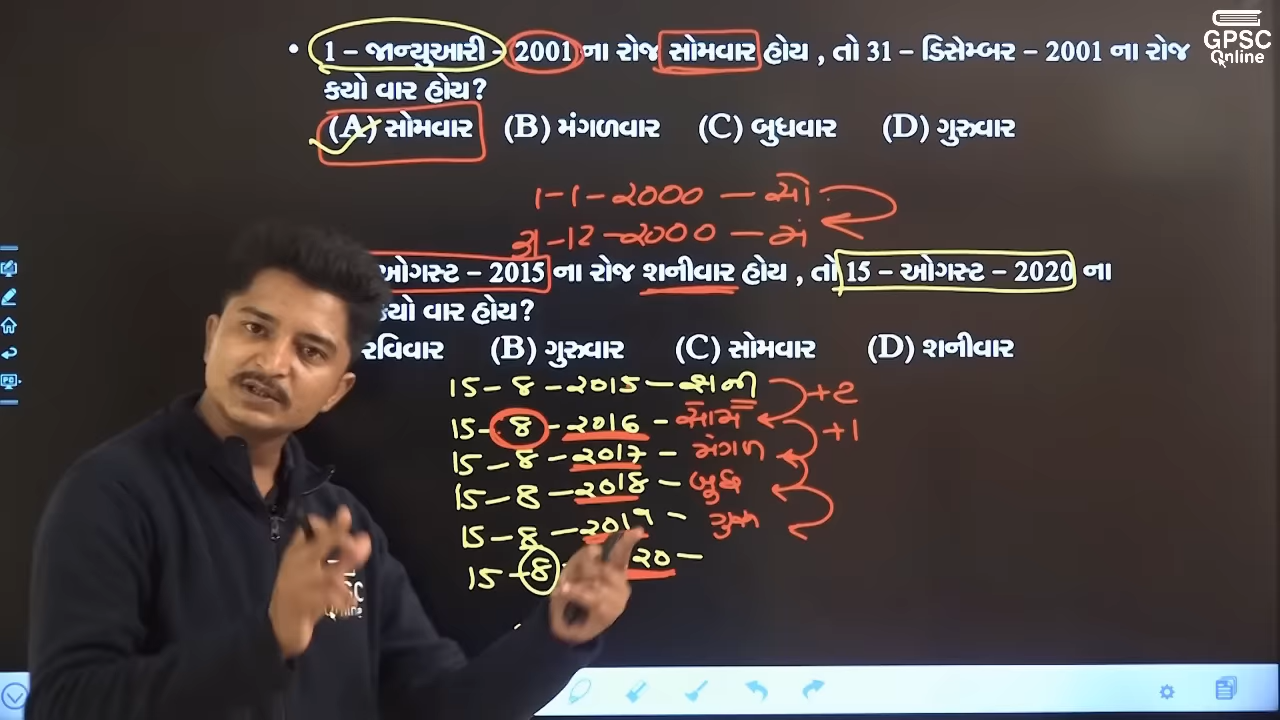 GPSC
Online
• 1 – જાન્યુઆરી - 2001 ના રોજ સોમવાર હોય , તો 31 – ડિસેમ્બર – 2001 ના રોજ
કયો વાર હોય?
(A) સોમવાર (B) મંગળવાર (C) બુધવાર (D) ગુરુવાર
1-1-2000 – સો
31-12-2000 – મં
ઓગસ્ટ – 2015 ના રોજ શનીવાર હોય , તો 15 – ઓગસ્ટ – 2020 ના
કયો વાર હોય?
રવિવાર (B) ગુરુવાર (C) સોમવાર (D) શનીવાર
15-8-2015 – શની +2
15-8-2016 - સોમ +1
15-8-2017 - મંગળ
15-8-2018 – બુધ
15-8-2019 – ગુરુ
15-8- 20 –